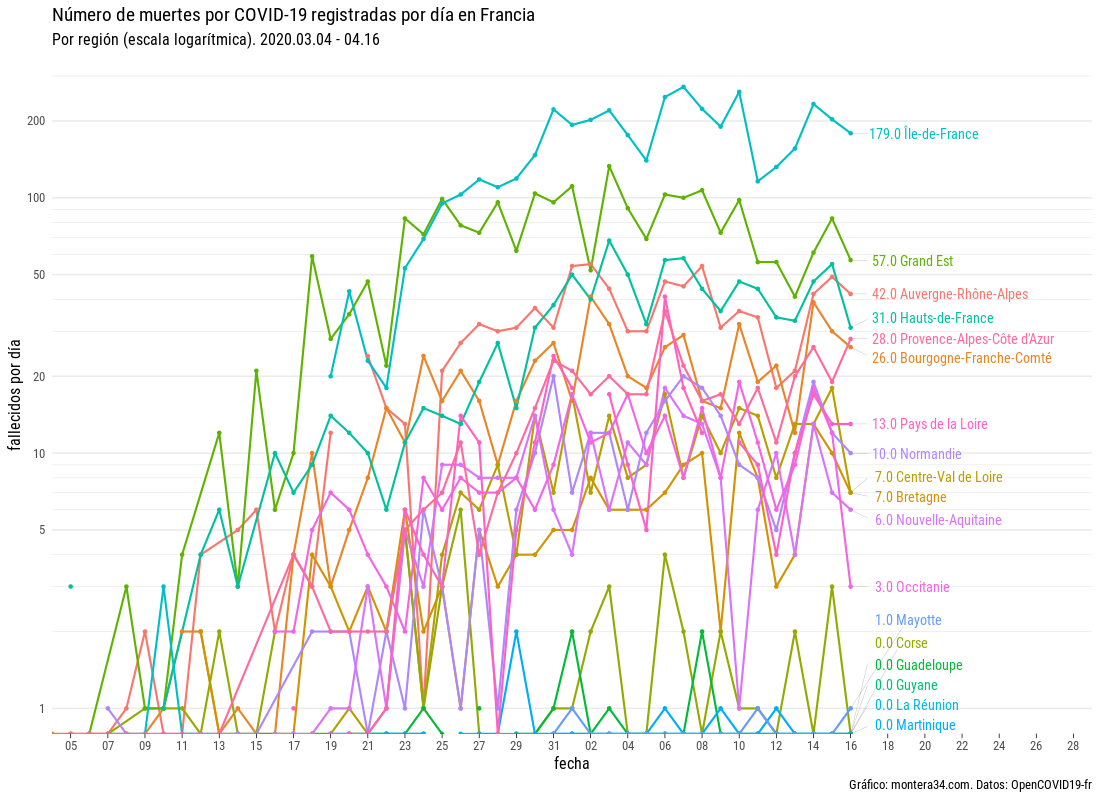 Número de muertes por COVID-19 registradas por día en Francia
Por región (escala logarítmica). 2020.03.04 - 04.16
fallecidos por día
200
100
50
20
10
5
1
179.0 Île-de-France
57.0 Grand Est
42.0 Auvergne-Rhône-Alpes
31.0 Hauts-de-France
28.0 Provence-Alpes-Côte d'Azur
26.0 Bourgogne-Franche-Comté
13.0 Pays de la Loire
10.0 Normandie
7.0 Centre-Val de Loire
7.0 Bretagne
6.0 Nouvelle-Aquitaine
3.0 Occitanie
1.0 Mayotte
0.0 Corse
0.0 Guadeloupe
0.0 Guyane
0.0 La Réunion
0.0 Martinique
05 07 09 11 13 15 17 19 21 23 25 27 29 31 02 04 06 08 10 12 14 16 18 20 22 24 26 28
fecha
Gráfico: montera34.com. Datos: OpenCOVID19-fr